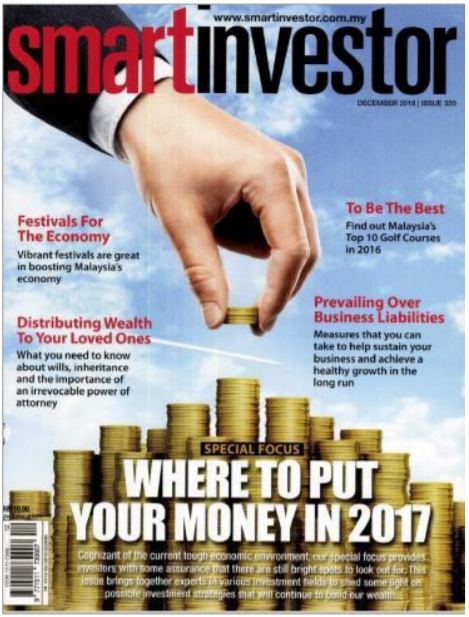 www.smartinvestor.com.my
smartinvestor
DECEMBER 2016 | ISSUE 335
Festivals For
The Economy
Vibrant festivals are great
in boosting Malaysia's
economy
To Be The Best
Find out Malaysia's
Top 10 Golf Courses
in 2016
Distributing Wealth
To Your Loved Ones
What you need to know
about wills, inheritance
and the importance of
an irrevocable power of
attorney
Prevailing Over
Business Liabilities
Measures that you can
take to help sustain your
business and achieve a
healthy growth in the
long run
SPECIAL FOCUS
WHERE TO PUT
YOUR MONEY IN 2017
Cognizant of the current tough economic environment, our special focus provides
investors with some assurance that there are still bright spots to look out for. This
issue brings together experts in various investment fields to shed some light on
possible investment strategies that will continue to build our wealth.